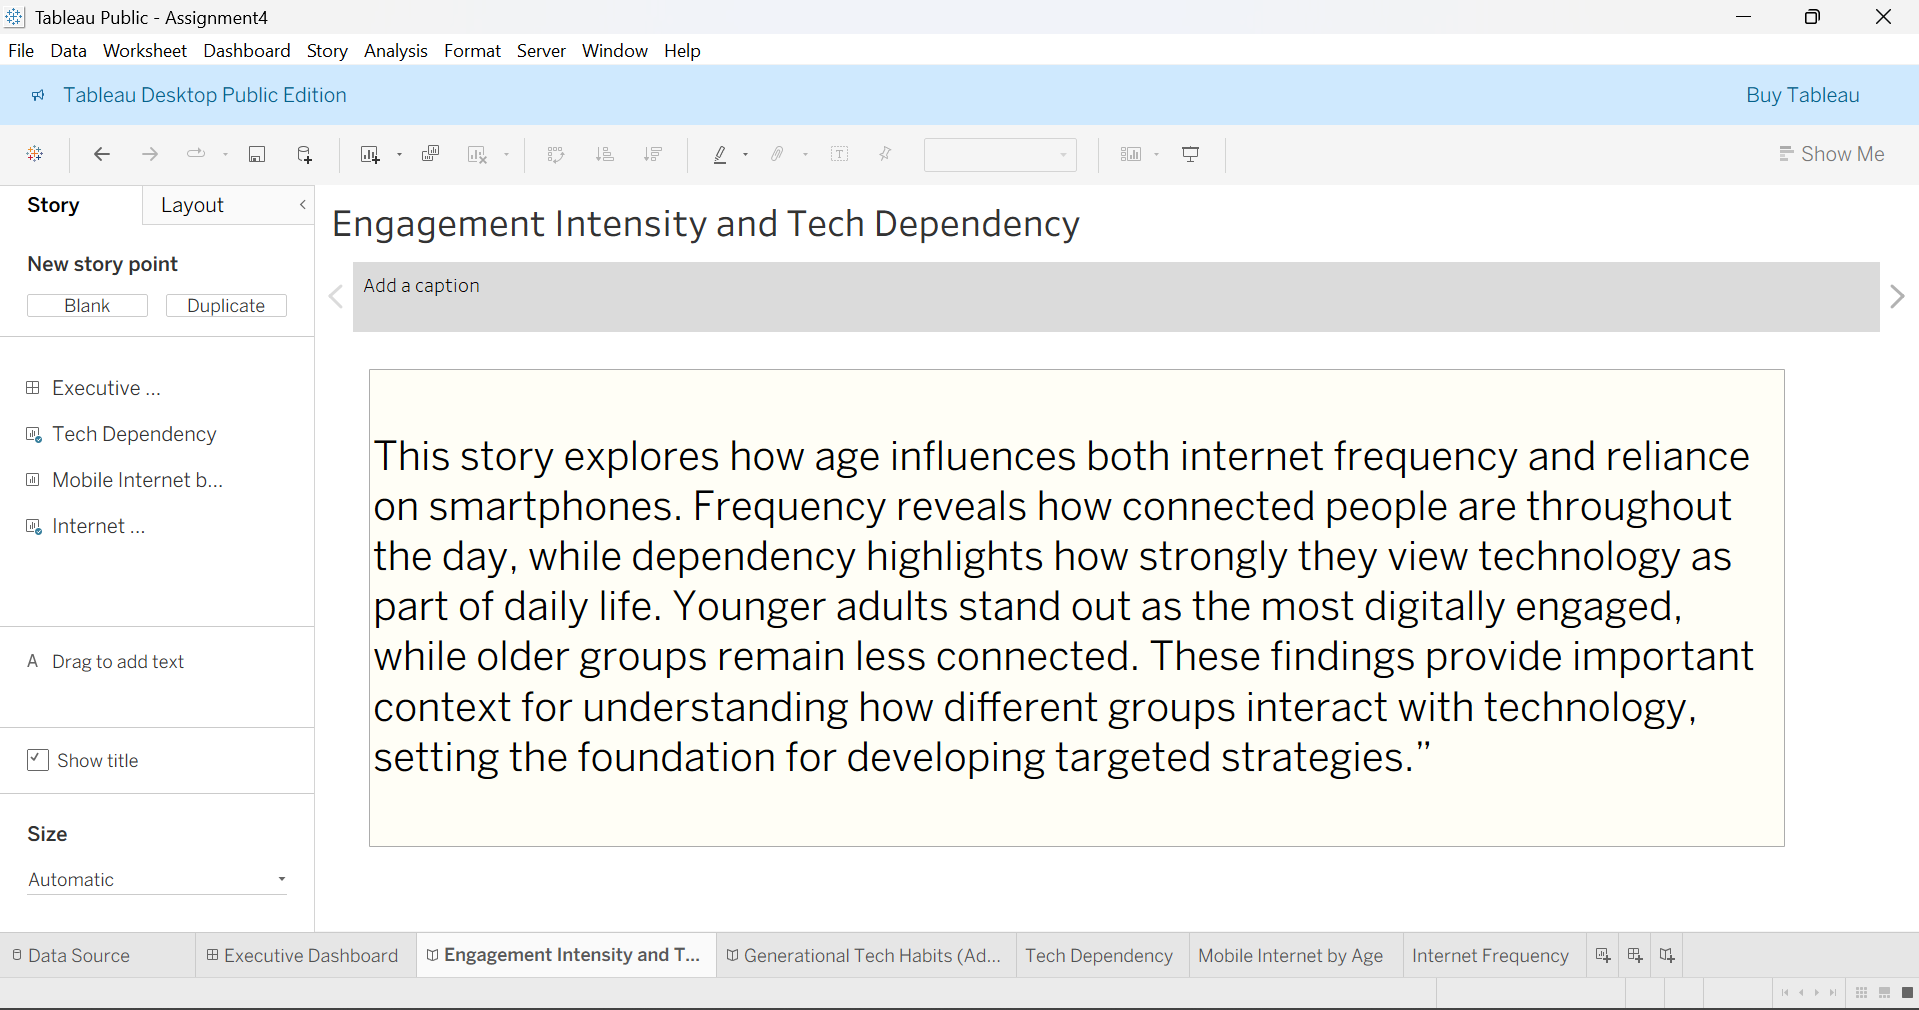 Tableau Public - Assignment4
File Data Worksheet Dashboard Story Analysis Format Server Window Help
Tableau Desktop Public Edition
Buy Tableau
Show Me
Story
Layout
New story point
Blank
Duplicate
Executive ...
Tech Dependency
Mobile Internet b...
Internet ...
A Drag to add text
Show title
Size
Automatic
Engagement Intensity and Tech Dependency
Add a caption
This story explores how age influences both internet frequency and reliance
on smartphones. Frequency reveals how connected people are throughout
the day, while dependency highlights how strongly they view technology as
part of daily life. Younger adults stand out as the most digitally engaged,
while older groups remain less connected. These findings provide important
context for understanding how different groups interact with technology,
setting the foundation for developing targeted strategies.”
Data Source
Executive Dashboard
Engagement Intensity and T...
Generational Tech Habits (Ad...
Tech Dependency
Mobile Internet by Age
Internet Frequency